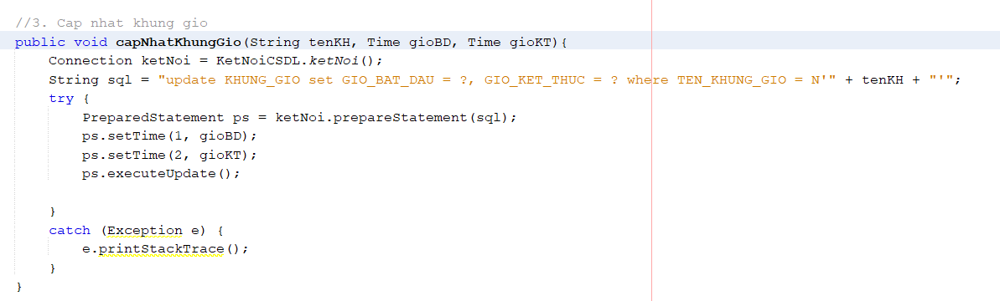 //3. Cap nhat khung gio
public void capNhatKhungGio(String tenKH, Time gioBD, Time gioKT){
Connection ketNoi = KetNoiCSDL.ketNoi();
String sql = "update KHUNG_GIO set GIO_BAT_DAU = ?, GIO_KET_THUC = ? where TEN_KHUNG_GIO = N'" + tenKH + "'";
try {
PreparedStatement ps = ketNoi.prepareStatement(sql);
ps.setTime(1, gioBD);
ps.setTime(2, gioKT);
ps.executeUpdate();
}
catch (Exception e) {
e.printStackTrace();
}
}